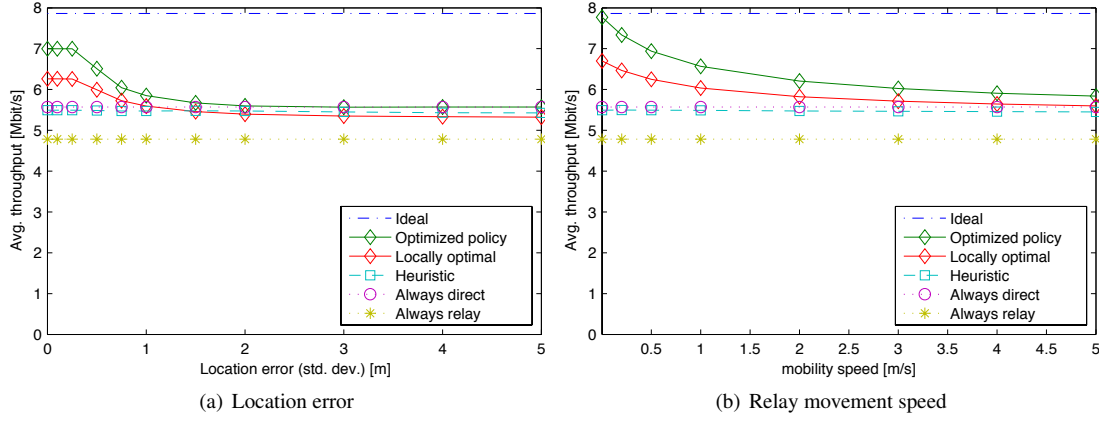 8
7
6
5
4
3
2
1
0
Avg. throughput [Mbit/s]
Ideal
Optimized policy
Locally optimal
Heuristic
Always direct
Always relay
0 1 2 3 4 5
Location error (std. dev.) [m]
(a) Location error
8
7
6
5
4
3
2
1
0
Avg. throughput [Mbit/s]
Ideal
Optimized policy
Locally optimal
Heuristic
Always direct
Always relay
0.5 1 1.5 2 2.5 3 3.5 4 4.5 5
mobility speed [m/s]
(b) Relay movement speed